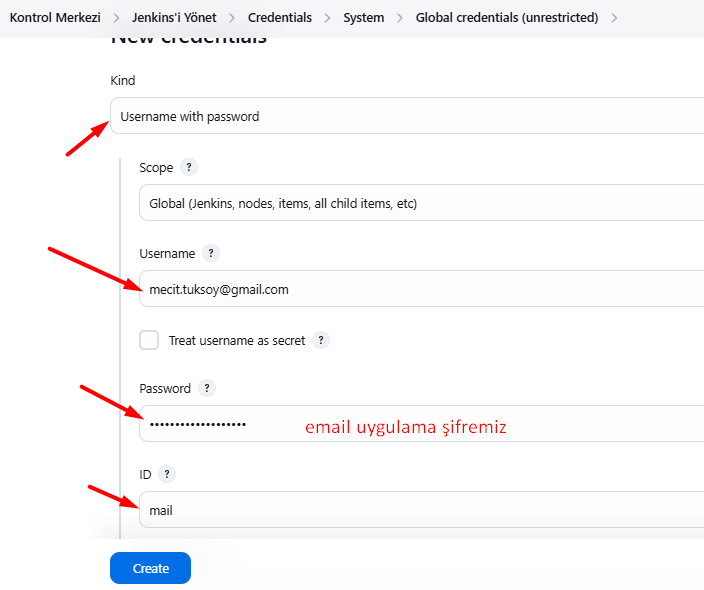 Kontrol Merkezi > Jenkins'i Yönet > Credentials > System > Global credentials (unrestricted) >
New credentials
Kind
Username with password
Scope ?
Global (Jenkins, nodes, items, all child items, etc)
Username ?
mecit.tuksoy@gmail.com
Treat username as secret ?
Password ?
••••••••••••••••••• email uygulama şifremiz
ID ?
mail
Create